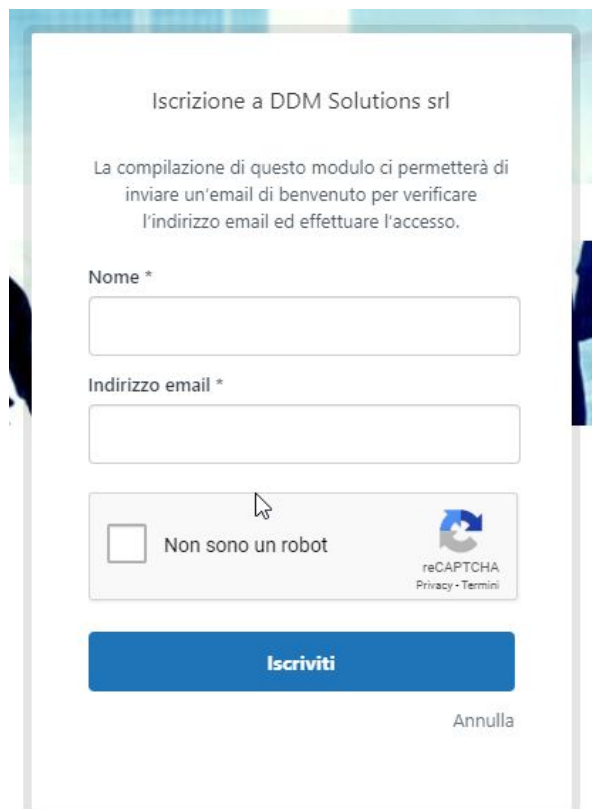 Iscrizione a DDM Solutions srl
La compilazione di questo modulo ci permetterà di
inviare un'email di benvenuto per verificare
l'indirizzo email ed effettuare l'accesso.
Nome *
Indirizzo email *
Non sono un robot
reCAPTCHA
Privacy - Termini
Iscriviti
Annulla